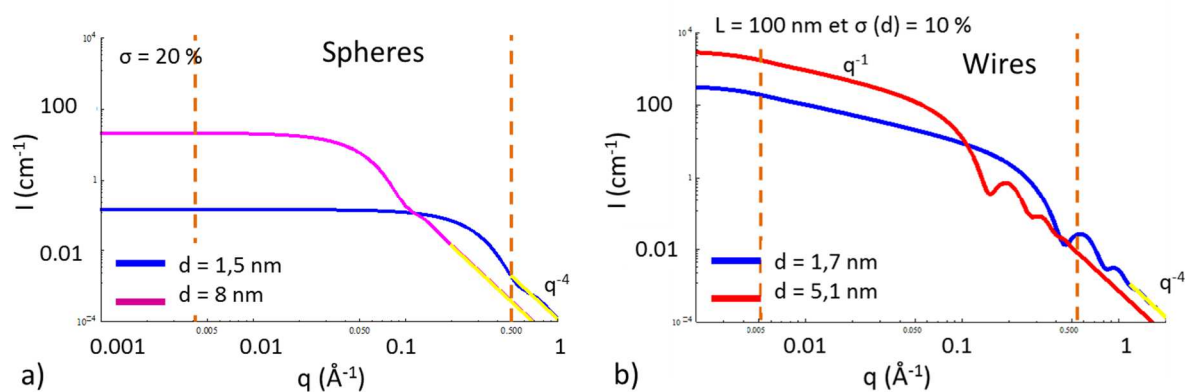 σ = 20 %
Spheres
10^4
100
1
0.01
10^-4
I (cm-1)
d = 1,5 nm
d = 8 nm
q-4
0.005
0.050
0.500
0.001
0.01
0.1
1
q (Å-1)
a)
L = 100 nm et σ (d) = 10 %
q-1
Wires
10^4
100
1
0.01
10^-4
I (cm-1)
d = 1,7 nm
d = 5,1 nm
q-4
0.005
0.050
0.500
0.01
0.1
1
q (Å-1)
b)